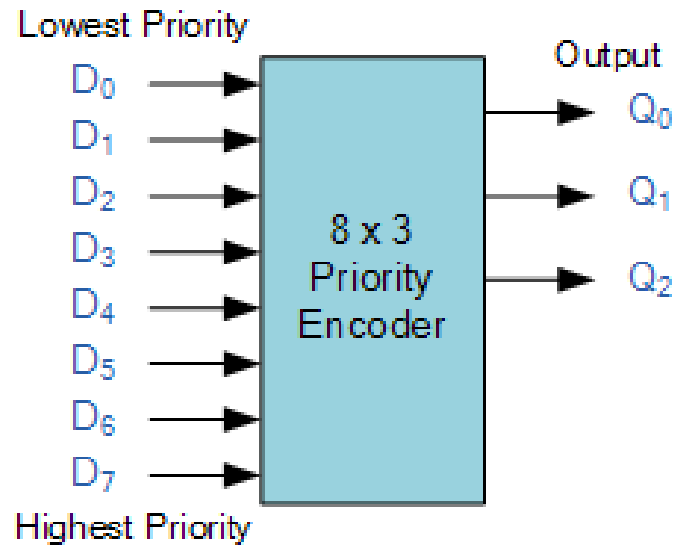 Lowest Priority
D₀
D₁
D₂
D₃
D₄
D₅
D₆
D₇
Highest Priority
8 x 3
Priority
Encoder
Output
Q₀
Q₁
Q₂